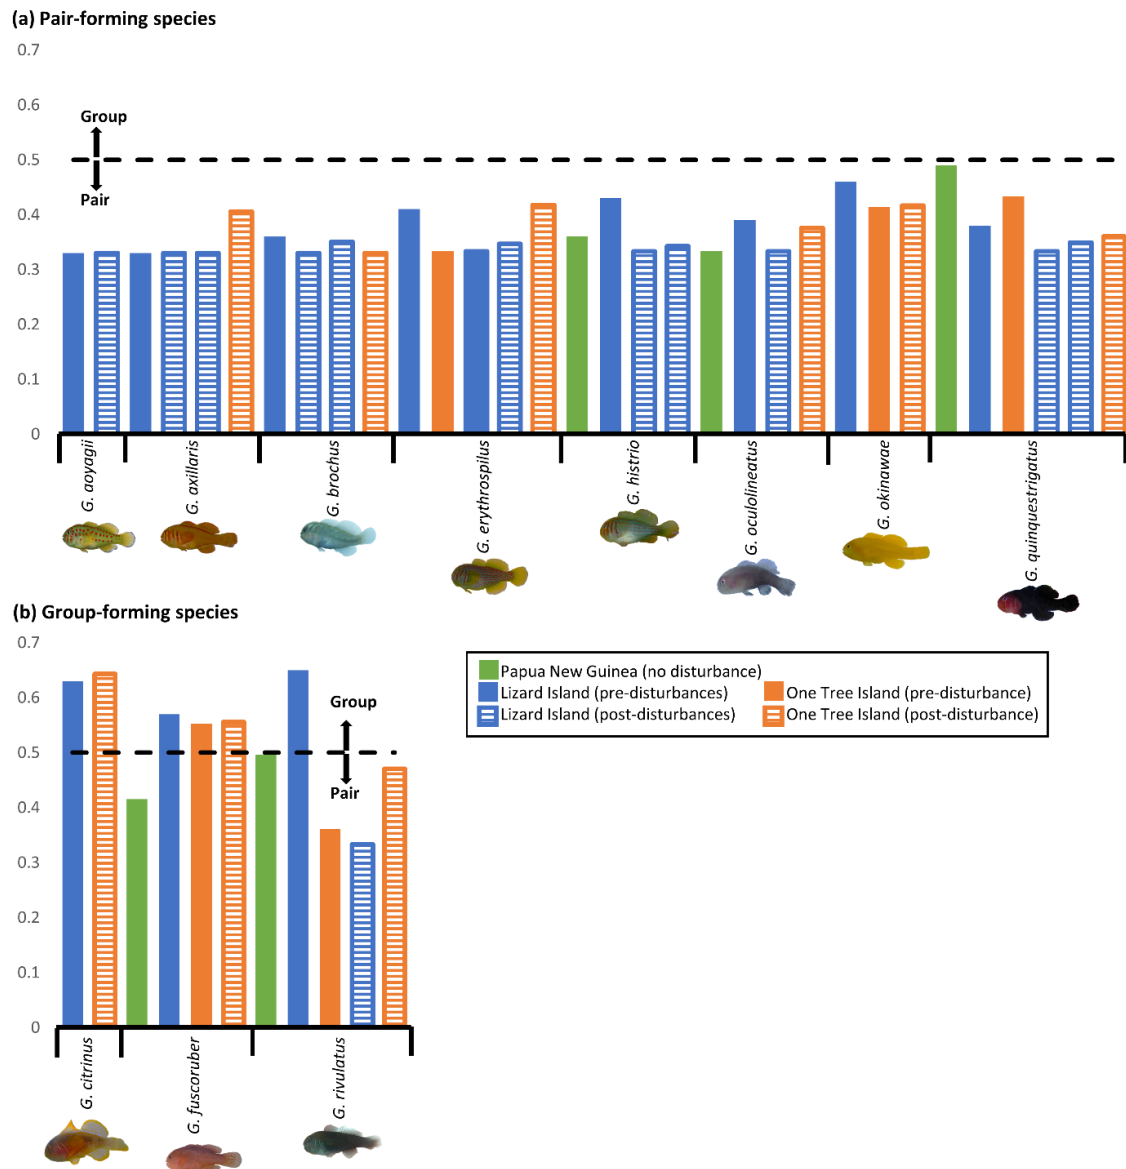 (a) Pair-forming species
0.7
0.6
Group
0.5
Pair
0.4
0.3
0.2
0.1
0
G. aoyagii
G. axillaris
G. brochus
G. erythrospilus
G. histrio
G. oculolineatus
G. okinawae
G. quinquestrigatus
(b) Group-forming species
0.7
0.6
Group
0.5
Pair
0.4
0.3
0.2
0.1
0
G. citrinus
G. fuscoruber
G. rivulatus
Papua New Guinea (no disturbance)
Lizard Island (pre-disturbances)
One Tree Island (pre-disturbance)
Lizard Island (post-disturbances)
One Tree Island (post-disturbance)